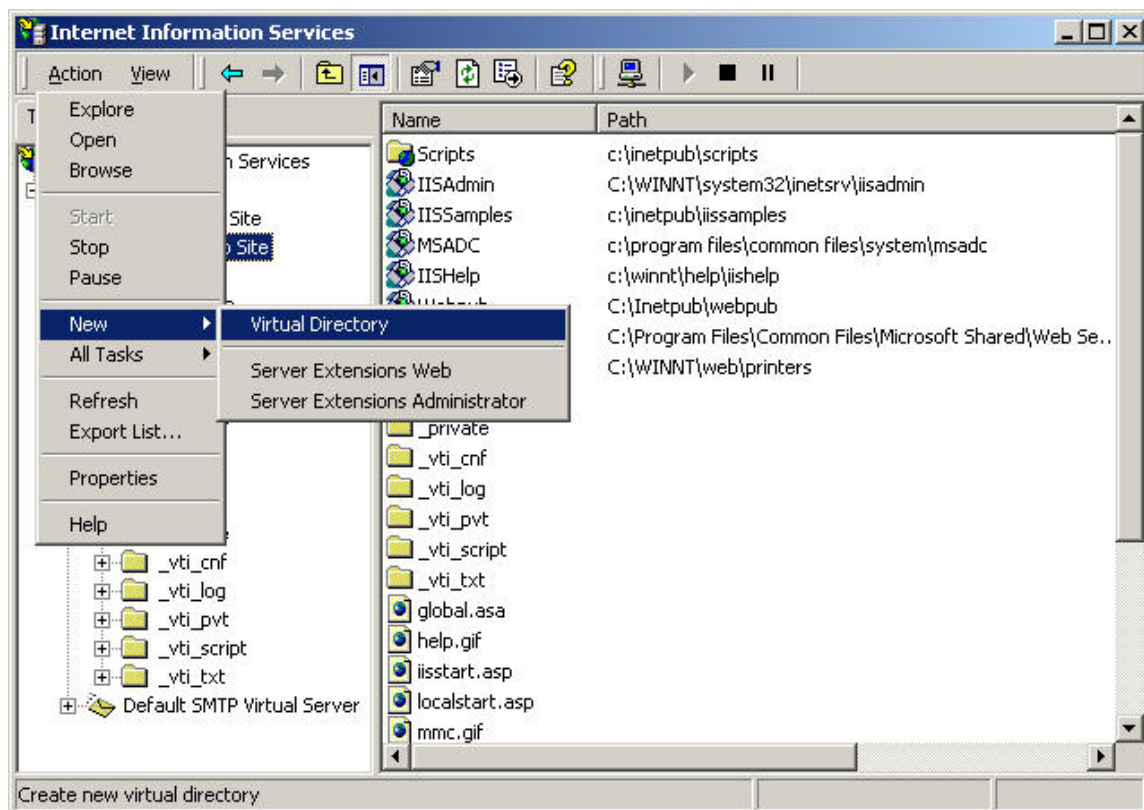 Internet Information Services
Action View
T
Name Path
Explore
Open
Browse
Start
Stop
Pause
New
All Tasks
Refresh
Export List...
Properties
Help
Virtual Directory
Server Extensions Web
Server Extensions Administrator
Services
Site
Site
_vti_cnf
_vti_log
_vti_pvt
_vti_script
_vti_txt
Default SMTP Virtual Server
Scripts c:\inetpub\scripts
IISAdmin C:\WINNT\system32\inetsrv\iisadmin
IISSamples c:\inetpub\iissamples
MSADC c:\program files\common files\system\msadc
IISHelp c:\winnt\help\iishelp
Webpub C:\Inetpub\webpub
C:\Program Files\Common Files\Microsoft Shared\Web Se..
C:\WINNT\web\printers
_private
_vti_cnf
_vti_log
_vti_pvt
_vti_script
_vti_txt
global.asa
help.gif
iisstart.asp
localstart.asp
mmc.gif
Create new virtual directory